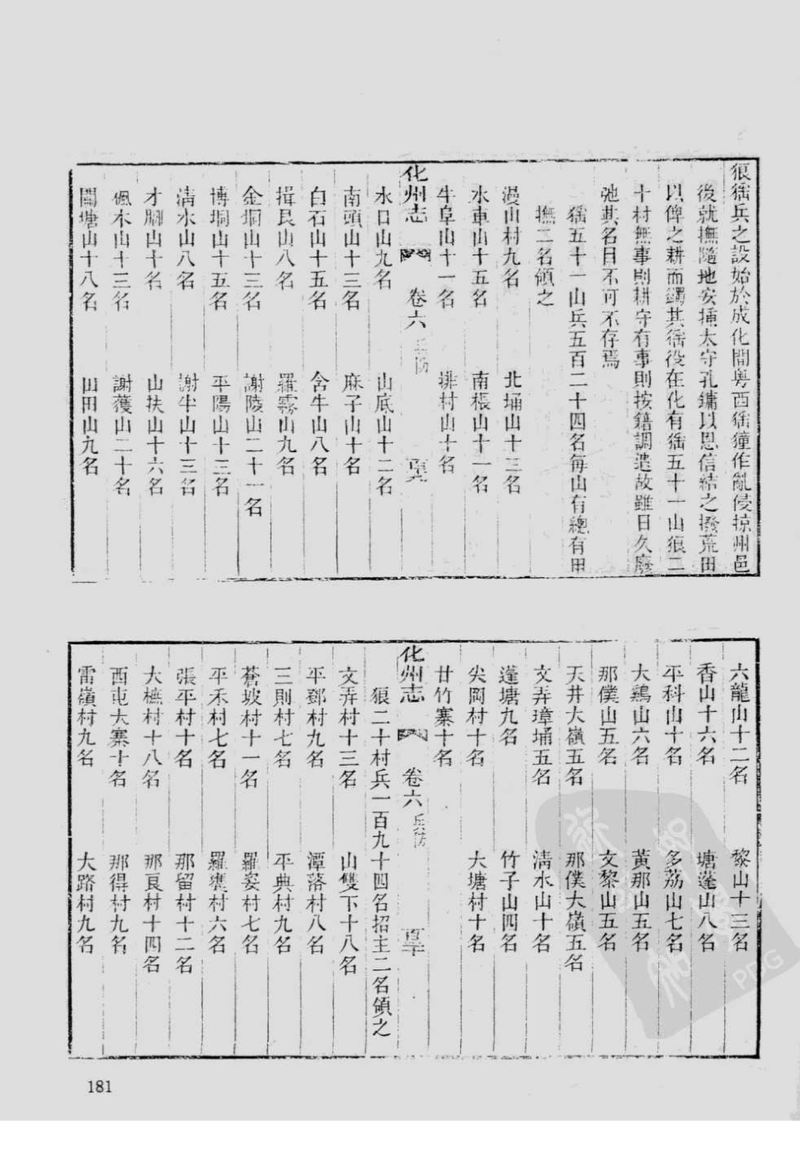 狼猺兵之設始於成化間粤西猺獞作亂侵掠州邑
後就撫隨地安揷太守孔鏞以恩信結之撥荒田
以俾之耕而蠲其徭役在化有猺五十一山狼二
十村無事則耕守有事則按籍調遣故雖日久廢
弛其名目不可不存焉
猺五十一山兵五百二十四名每山有總有田
撫二名領之
漫山村九名 北埇山十三名
水車山十五名 南棖山十一名
牛阜山十一名 排村山十名
化州志 卷六 兵防
水口山九名 山底山十二名
南頭山十三名 麻子山十名
白石山十五名 含牛山八名
揖艮山八名 羅霧山九名
金垌山十三名 謝陵山二十一名
博垌山十五名 平陽山十三名
清水山八名 謝牛山十三名
才腳山十名 山扶山十六名
楓木山十三名 謝獲山二十名
閘塘山十八名 山田山九名
六龍山十二名 黎山十三名
香山十六名 塘蓬山八名
平科山十名 多荔山七名
大鷄山六名 黃那山五名
那僕山五名 文黎山五名
天井大嶺五名 那僕大嶺五名
文弄璋埇五名 清水山十名
蓬塘九名 竹子山四名
尖岡村十名 大塘村十名
甘竹寨十名
化州志 卷六 兵防
狼二十村兵一百九十四名招主二名領之
文弄村十三名 山雙下十八名
平鄧村九名 潭落村八名
三則村七名 平典村九名
蒼坡村十一名 羅姿村七名
平禾村七名 羅甕村六名
張平村十名 那留村十二名
大橅村十八名 那良村十四名
西屯大寨十名 那得村九名
雷嶺村九名 大路村九名
181
PDG